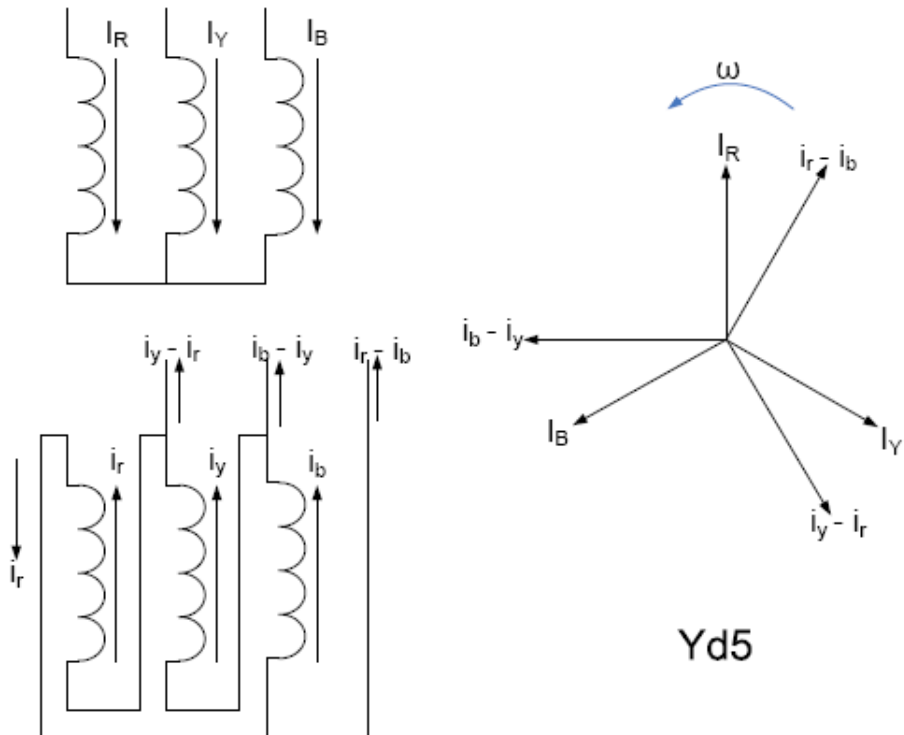 I_R I_Y I_B
i_y - i_r i_b - i_y i_r - i_b
i_r i_y i_b
i_r
ω
I_R i_r - i_b
i_b - i_y
I_B I_Y
i_y - i_r
Yd5